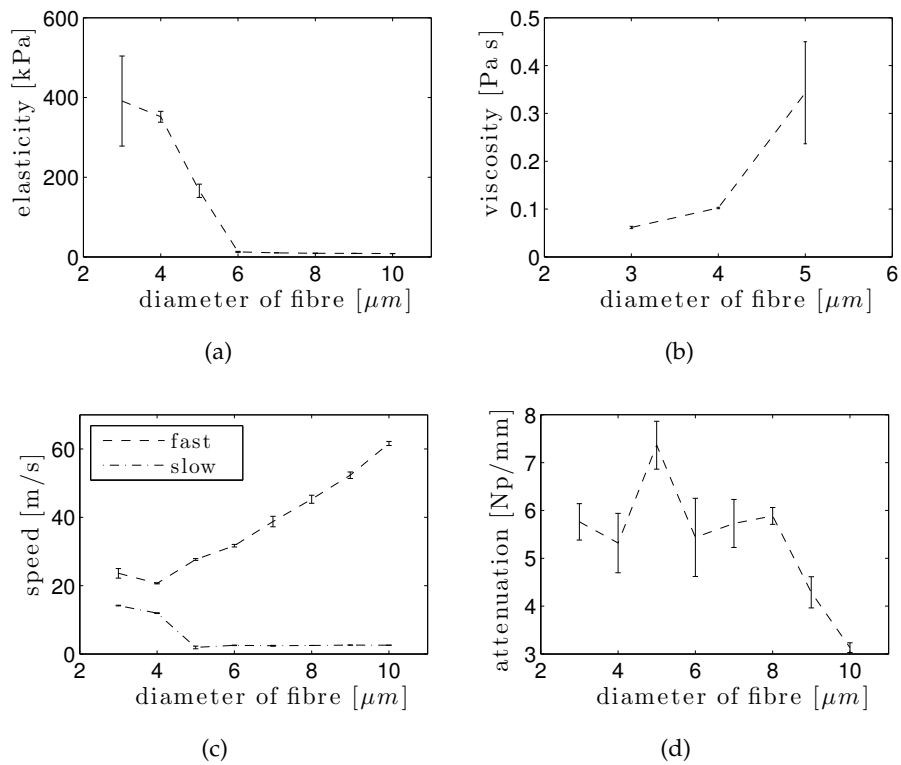 600
400
200
0
elasticity [kPa]
2 4 6 8 10
diameter of fibre [μm]
(a)
0.5
0.4
0.3
0.2
0.1
0
viscosity [Pa s]
2 3 4 5 6
diameter of fibre [μm]
(b)
60
40
20
0
speed [m/s]
fast
slow
2 4 6 8 10
diameter of fibre [μm]
(c)
8
7
6
5
4
3
attenuation [Np/mm]
2 4 6 8 10
diameter of fibre [μm]
(d)